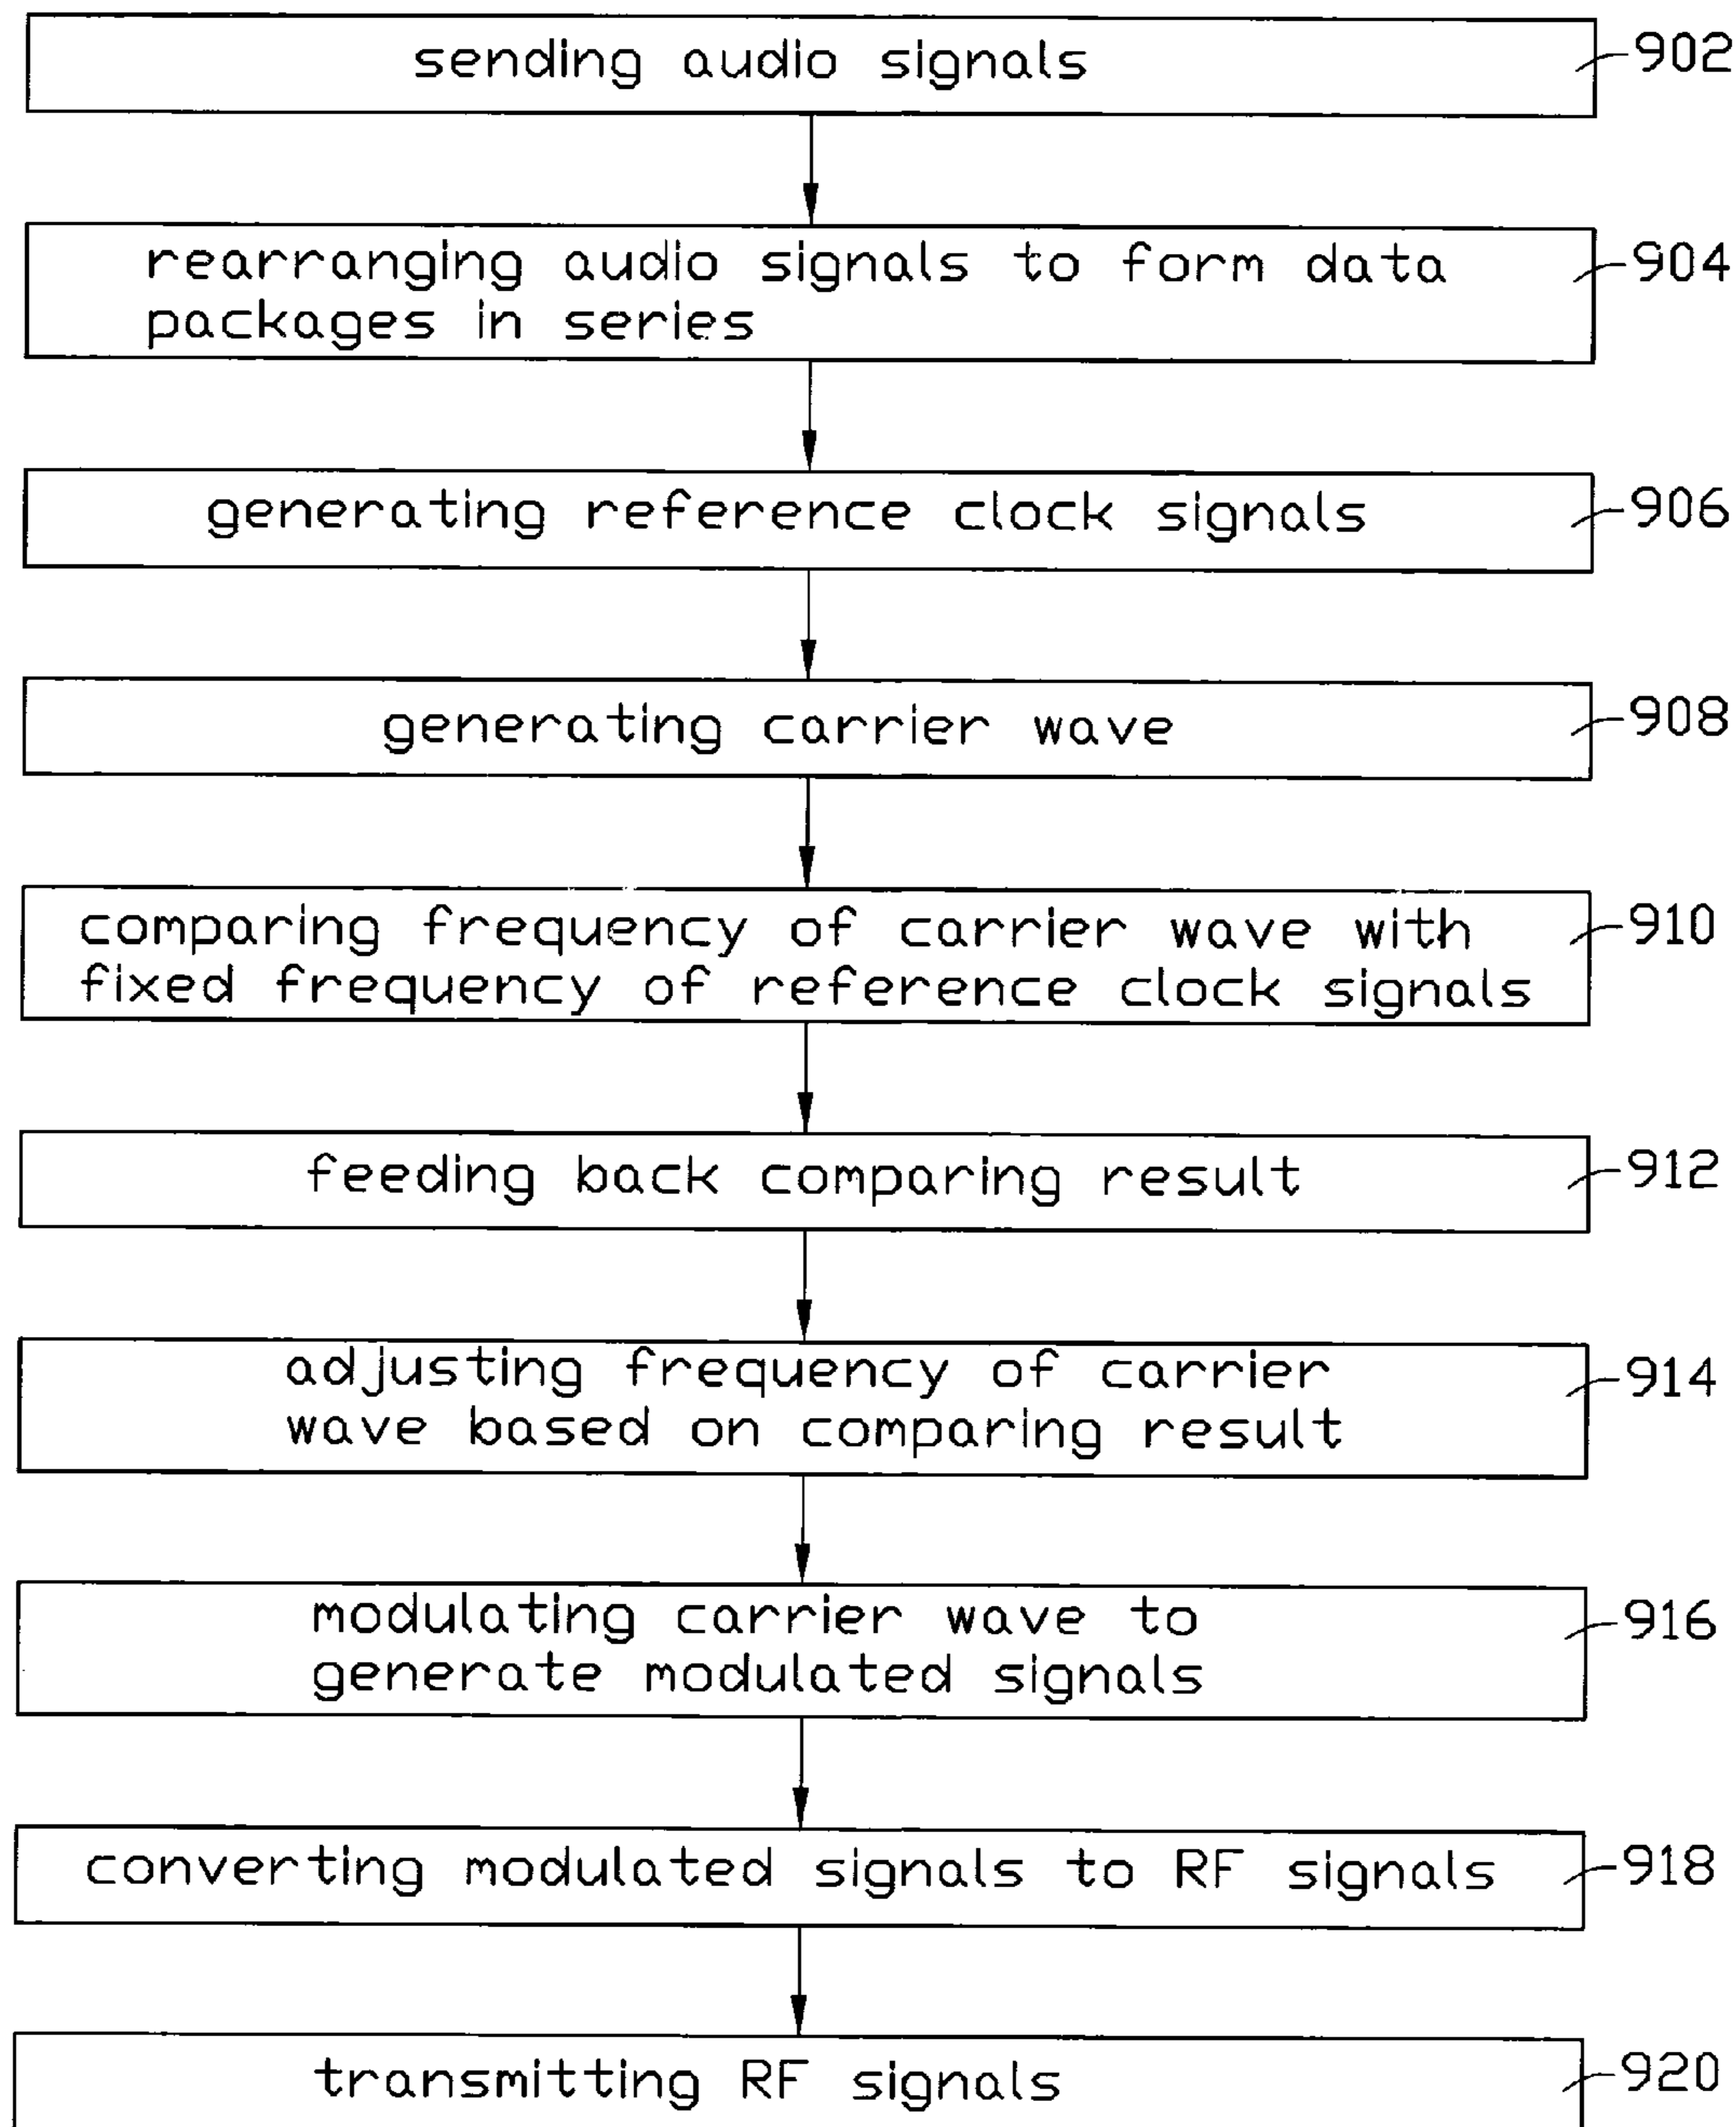 sending audio signals
902
rearranging audio signals to form data
packages in series
904
generating reference clock signals
906
generating carrier wave
908
comparing frequency of carrier wave with
fixed frequency of reference clock signals
910
feeding back comparing result
912
adjusting frequency of carrier
wave based on comparing result
914
modulating carrier wave to
generate modulated signals
916
converting modulated signals to RF signals
918
transmitting RF signals
920